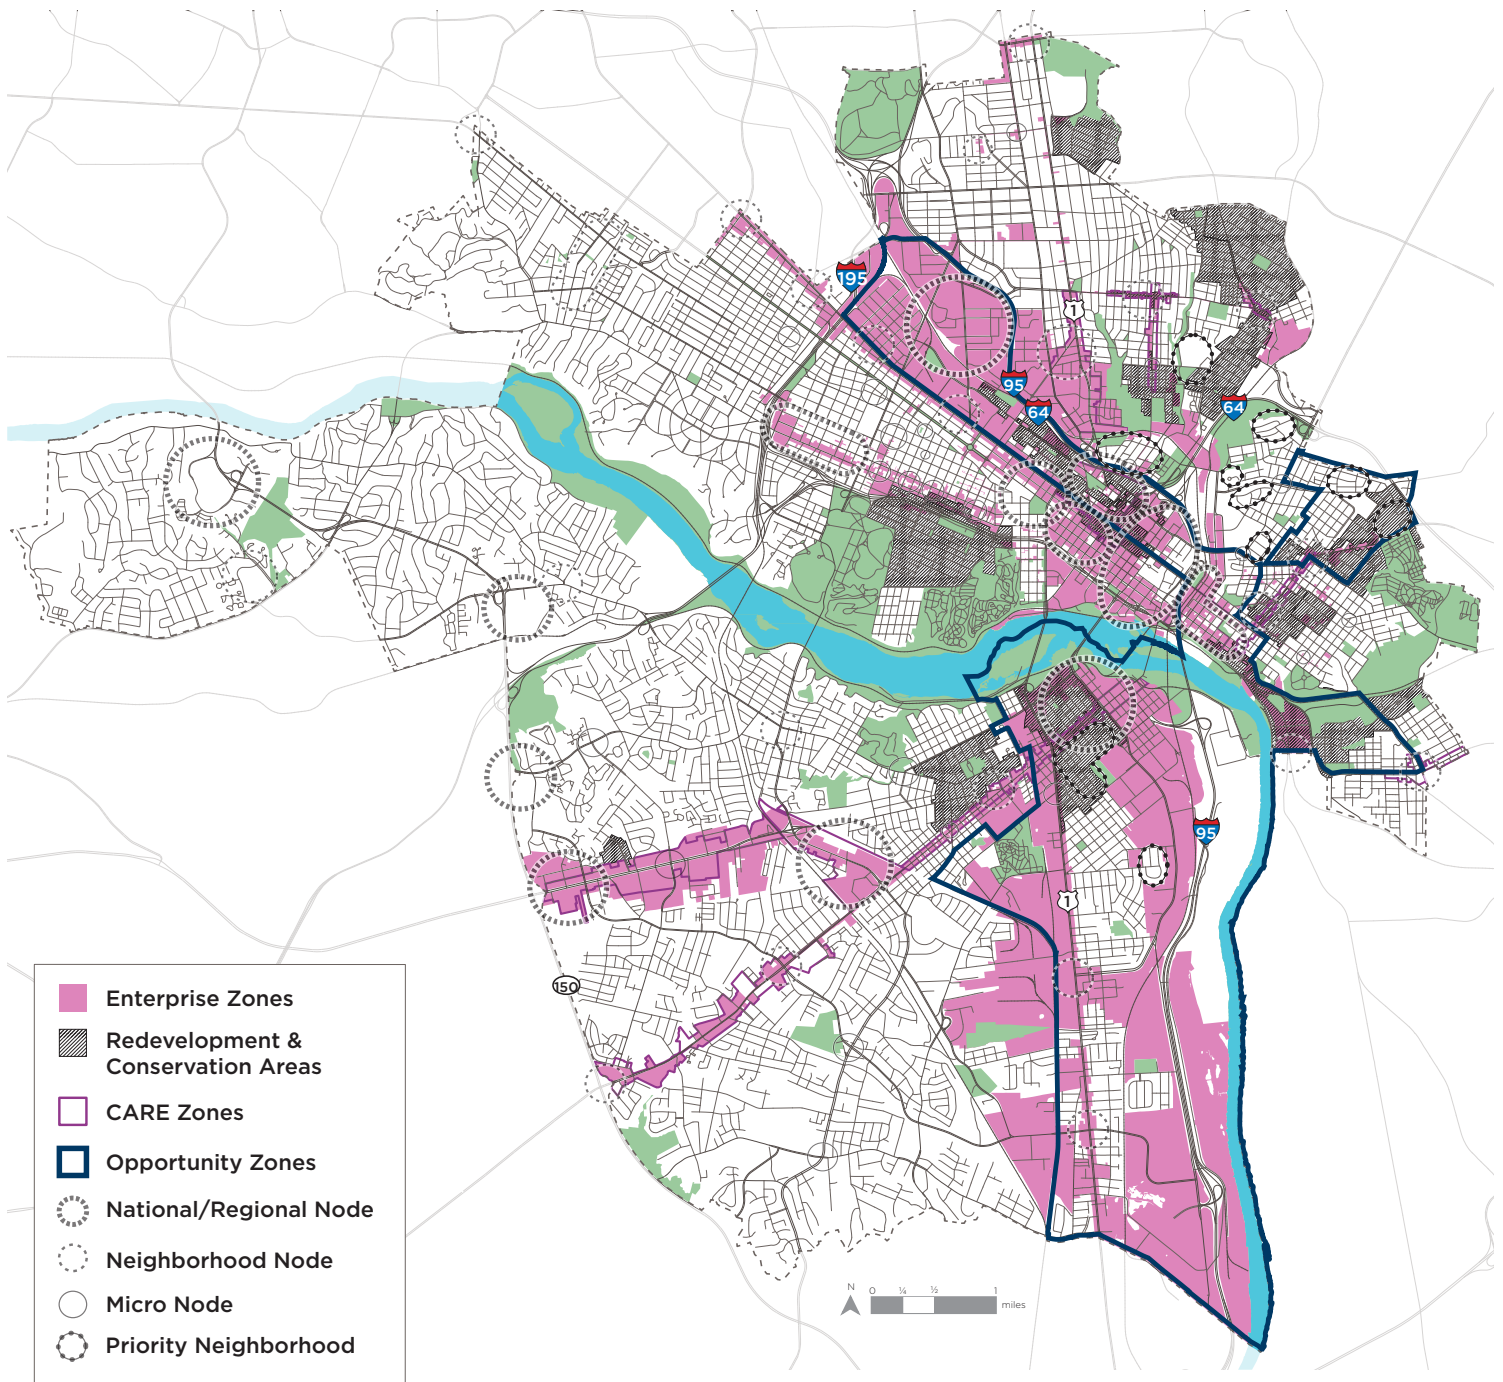 195
1
95
64
64
95
1
150
Enterprise Zones
Redevelopment &
Conservation Areas
CARE Zones
Opportunity Zones
National/Regional Node
Neighborhood Node
Micro Node
Priority Neighborhood
N
0 ¼ ½ 1
miles